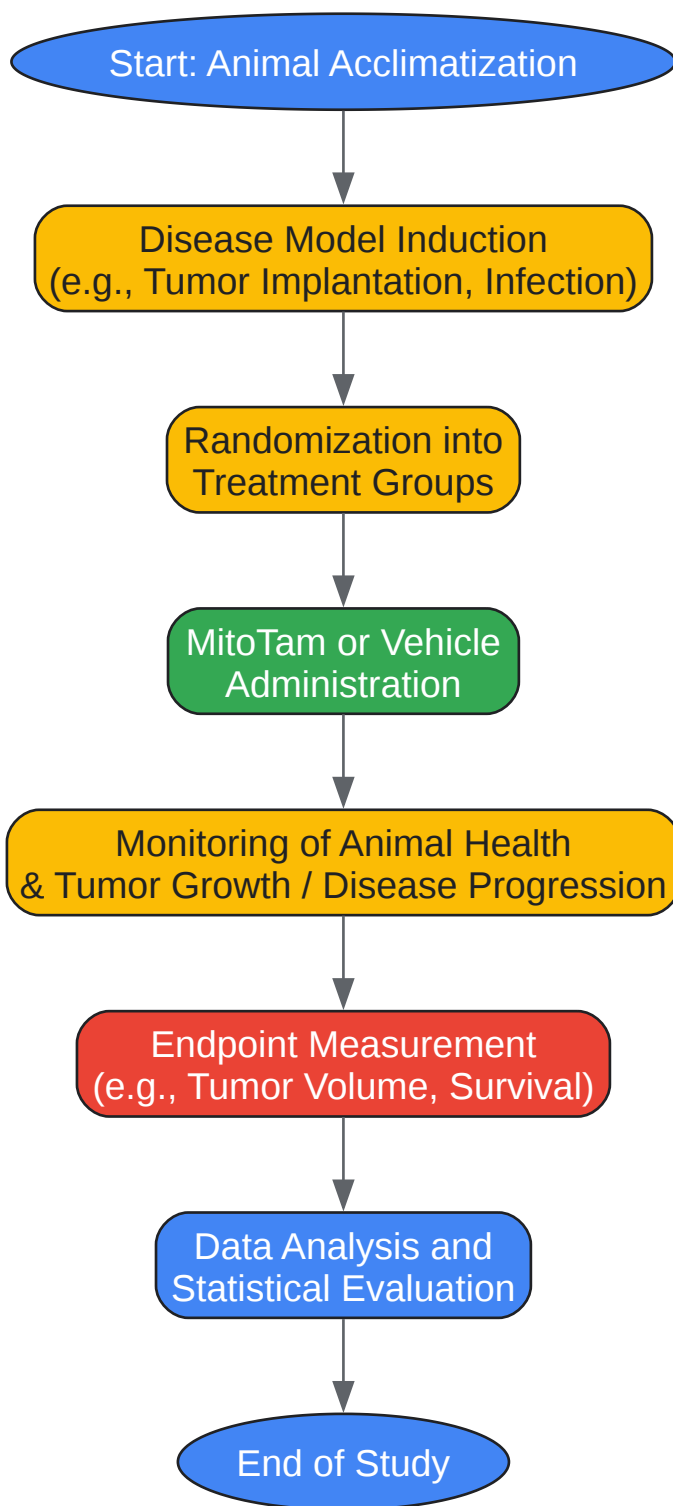 Start: Animal Acclimatization
Disease Model Induction
(e.g., Tumor Implantation, Infection)
Randomization into
Treatment Groups
MitoTam or Vehicle
Administration
Monitoring of Animal Health
& Tumor Growth / Disease Progression
Endpoint Measurement
(e.g., Tumor Volume, Survival)
Data Analysis and
Statistical Evaluation
End of Study